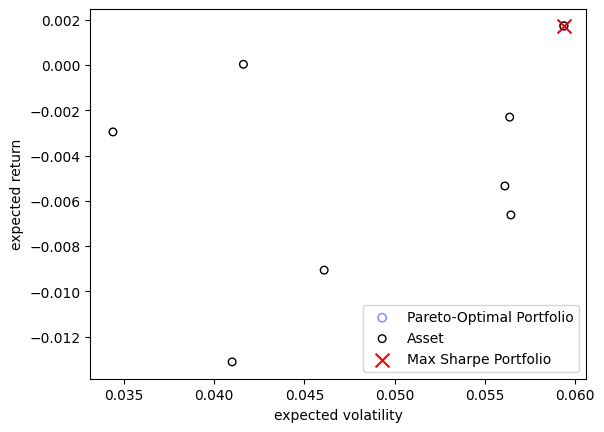 0.002
0.000
−0.002
−0.004
−0.006
−0.008
−0.010
−0.012
expected return
0.035
0.040
0.045
0.050
0.055
0.060
expected volatility
Pareto-Optimal Portfolio
Asset
Max Sharpe Portfolio